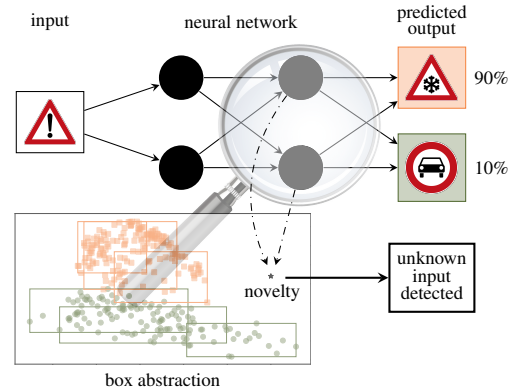 input
neural network
predicted
output
90%
10%
novelty
unknown
input
detected
box abstraction